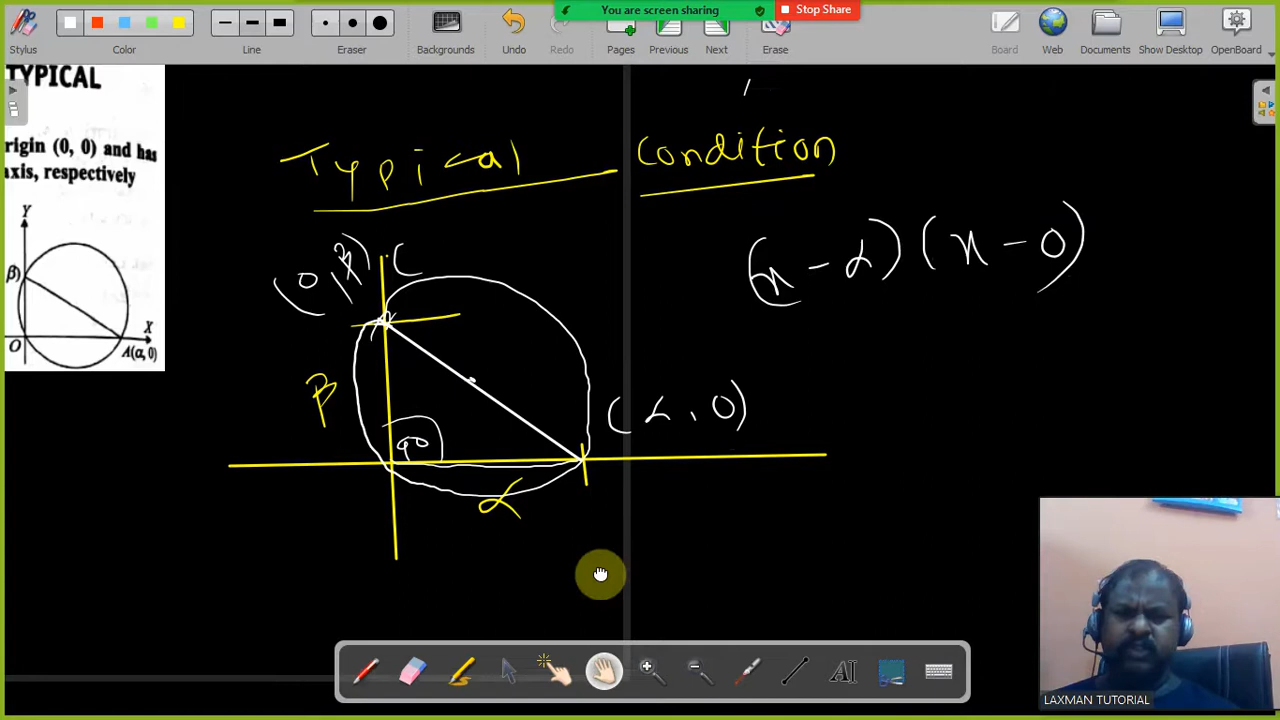 You are screen sharing
Stop Share
Stylus Color Line Eraser Backgrounds Undo Redo Pages Previous Next Erase Board Web Documents Show Desktop OpenBoard
TYPICAL
rigin (0, 0) and has
axis, respectively
Y
β)
O
X
A(α, 0)
Typical condition
(x - α) (x - 0)
(0, β)
β
90
(α, 0)
α
LAXMAN TUTORIAL